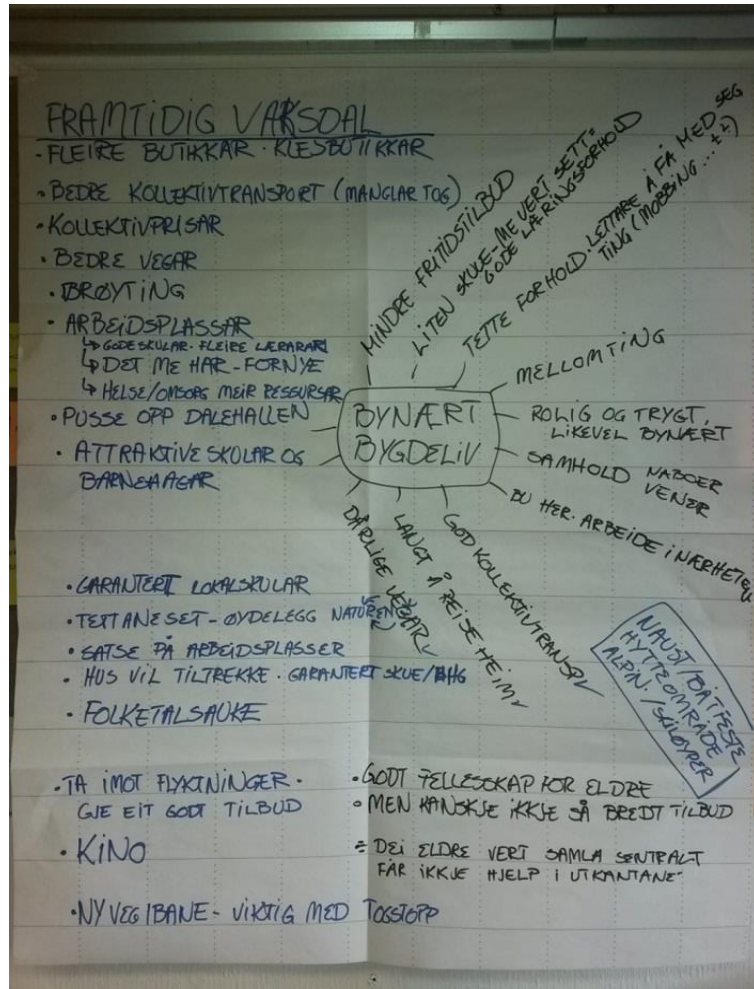 FRAMTIDIG VAKSDAL
• FLEIRE BUTIKKAR • KLESBUTIKKAR
• BEDRE KOLLEKTIVTRANSPORT (MANGLAR TOG)
• KOLLEKTIVPRISAR
• BEDRE VEGAR
• BRØYTING
• ARBEIDSPLASSAR
↳ GODE SKULAR • FLEIRE LÆRARAR
↳ DET ME HAR - FORNYE
↳ HELSE/OMSORG MEIR RESSURSAR
• PUSSE OPP DALEHALLEN
• ATTRAKTIVE SKULAR OG
BARNEHAGAR
MINDRE FRITIDSTILBUD
LITEN SKULE - ME VERT SETT =
GODE LÆRINGSFORHOLD
TETTE FORHOLD. LETTARE Å FÅ MED SEG
TING (MOBBING... ++)
MELLOMTING
BYNÆRT
BYGDELIV
ROLIG OG TRYGT,
LIKEVEL BYNÆRT
SAMHOLD NABOER
VENER
BU HER. ARBEIDE I NÆRHETEN
GOD KOLLEKTIVTRANSP.
LANGT Å REISE HEIM
DÅRLIGE VEGAR
• GARANTERT LOKALSKULAR
• TETTANESET - ØYDELEGG NATUREN
• SATSE PÅ ARBEIDSPLASSER
• HUS VIL TILTREKKE • GARANTERT SKULE/BHG
• FOLKETALSAUKE
NAUST/BÅTFESTE
HYTTEOMRÅDE
ALPIN./SKILØYPER
• TA IMOT FLYKTNINGER -
GJE EIT GODT TILBUD
• KINO
• GODT FELLESSKAP FOR ELDRE
• MEN KANSKJE IKKJE SÅ BREDT TILBUD
÷ DEI ELDRE VERT SAMLA SENTRALT
FÅR IKKJE HJELP I UTKANTANE
• NY VEG/BANE - VIKTIG MED TOGSTOPP